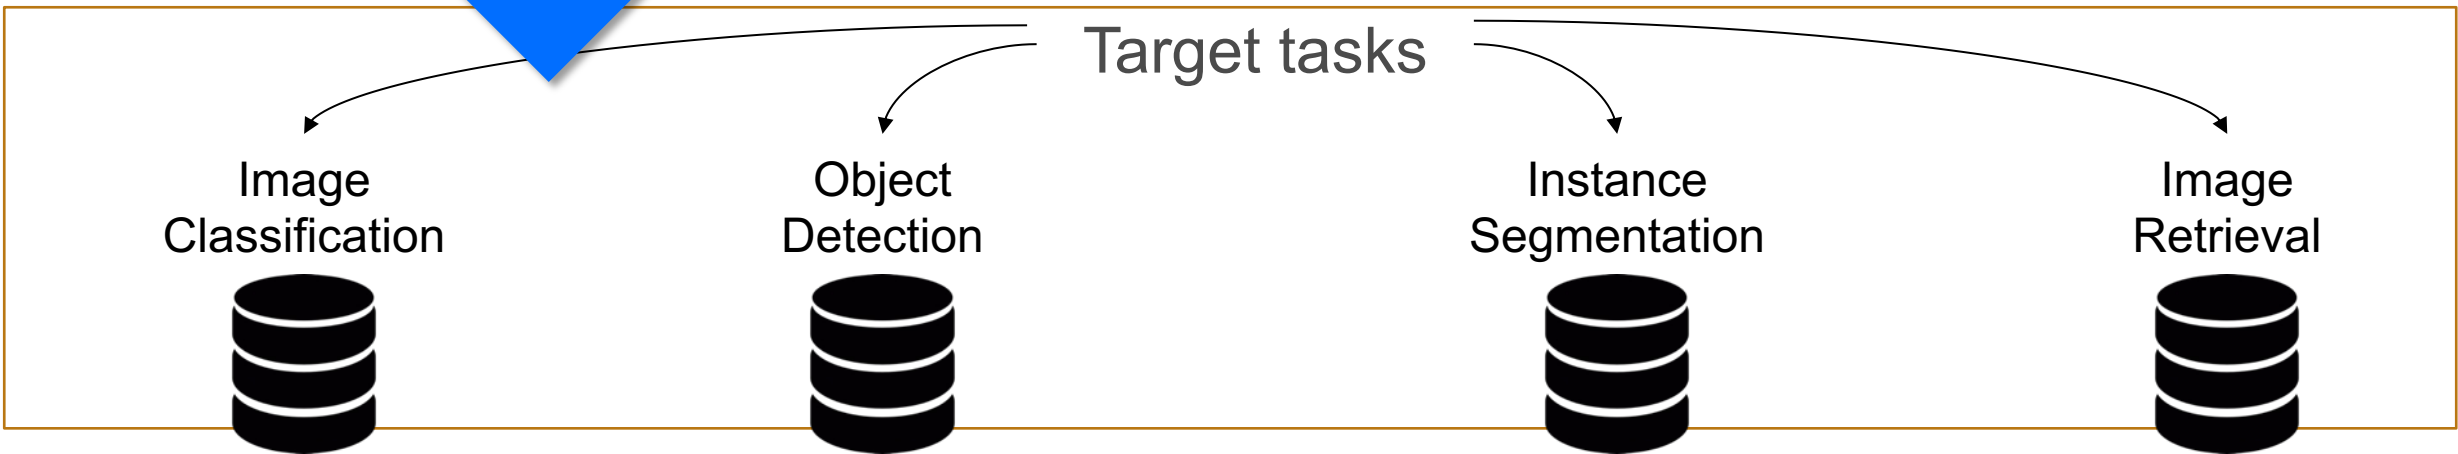 Target tasks
Image
Classification
Object
Detection
Instance
Segmentation
Image
Retrieval